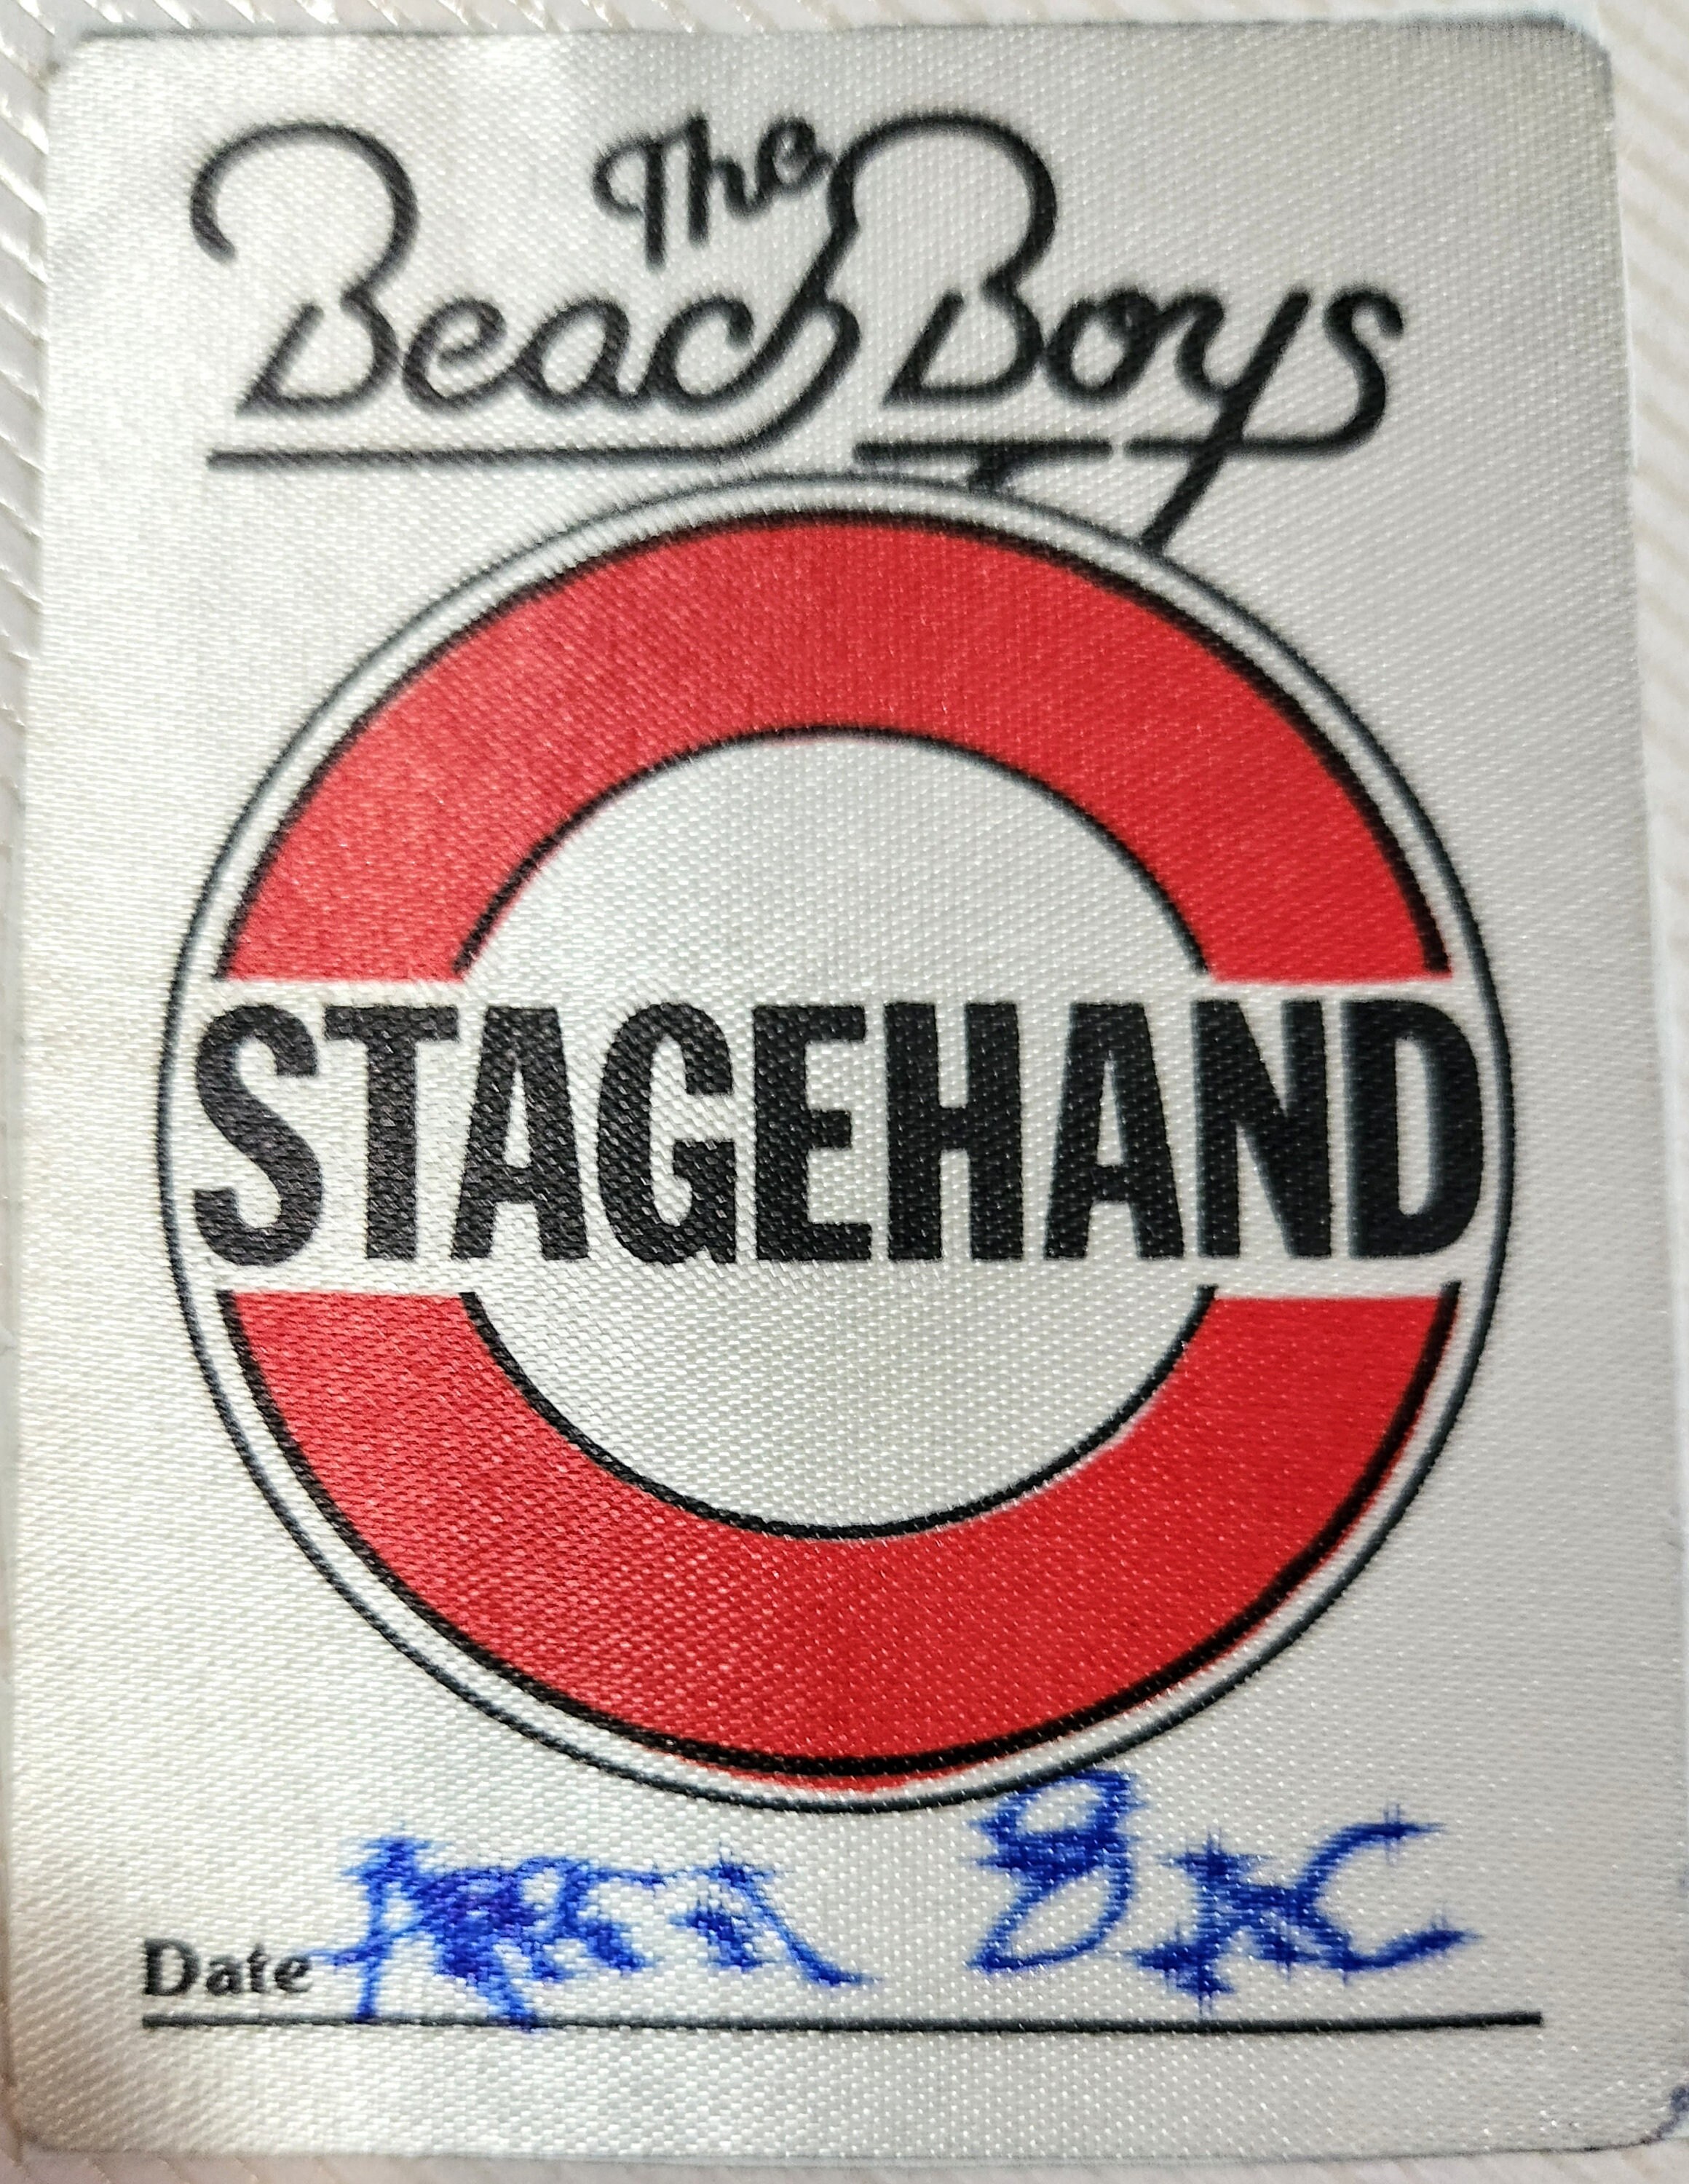 The
Beach Boys
STAGEHAND
Date